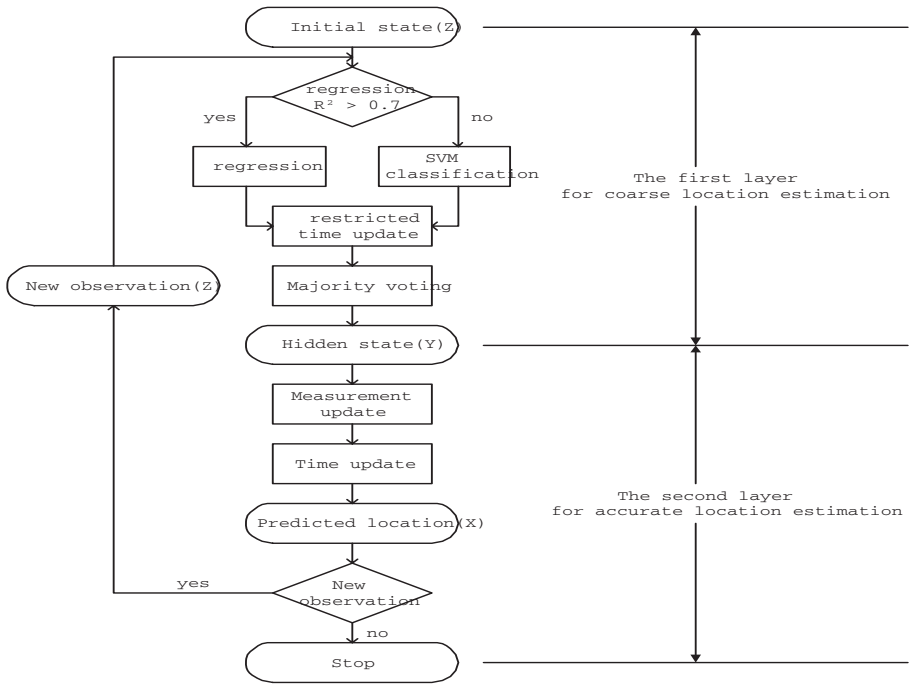 Initial state(Z)
regression
R² > 0.7
yes
no
regression
SVM
classification
The first layer
for coarse location estimation
restricted
time update
New observation(Z)
Majority voting
Hidden state(Y)
Measurement
update
Time update
The second layer
for accurate location estimation
Predicted location(X)
yes
New
observation
no
Stop